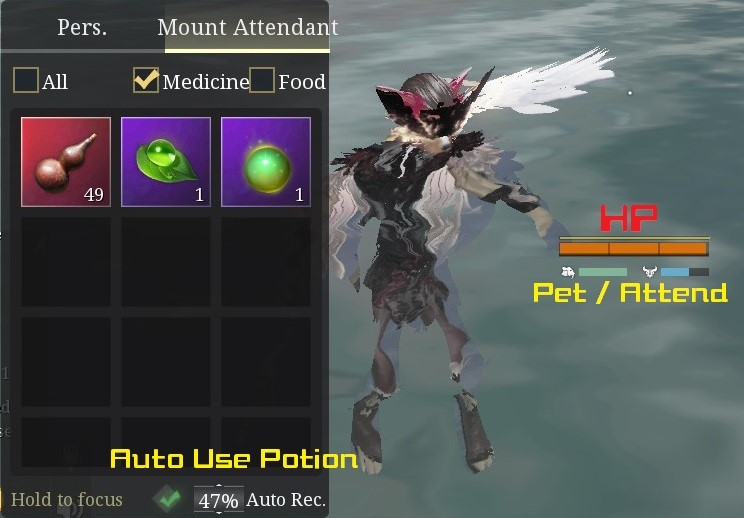 Pers. Mount Attendant
All Medicine Food
49 1 1
HP
Pet / Attend
Auto Use Potion
Hold to focus 47% Auto Rec.